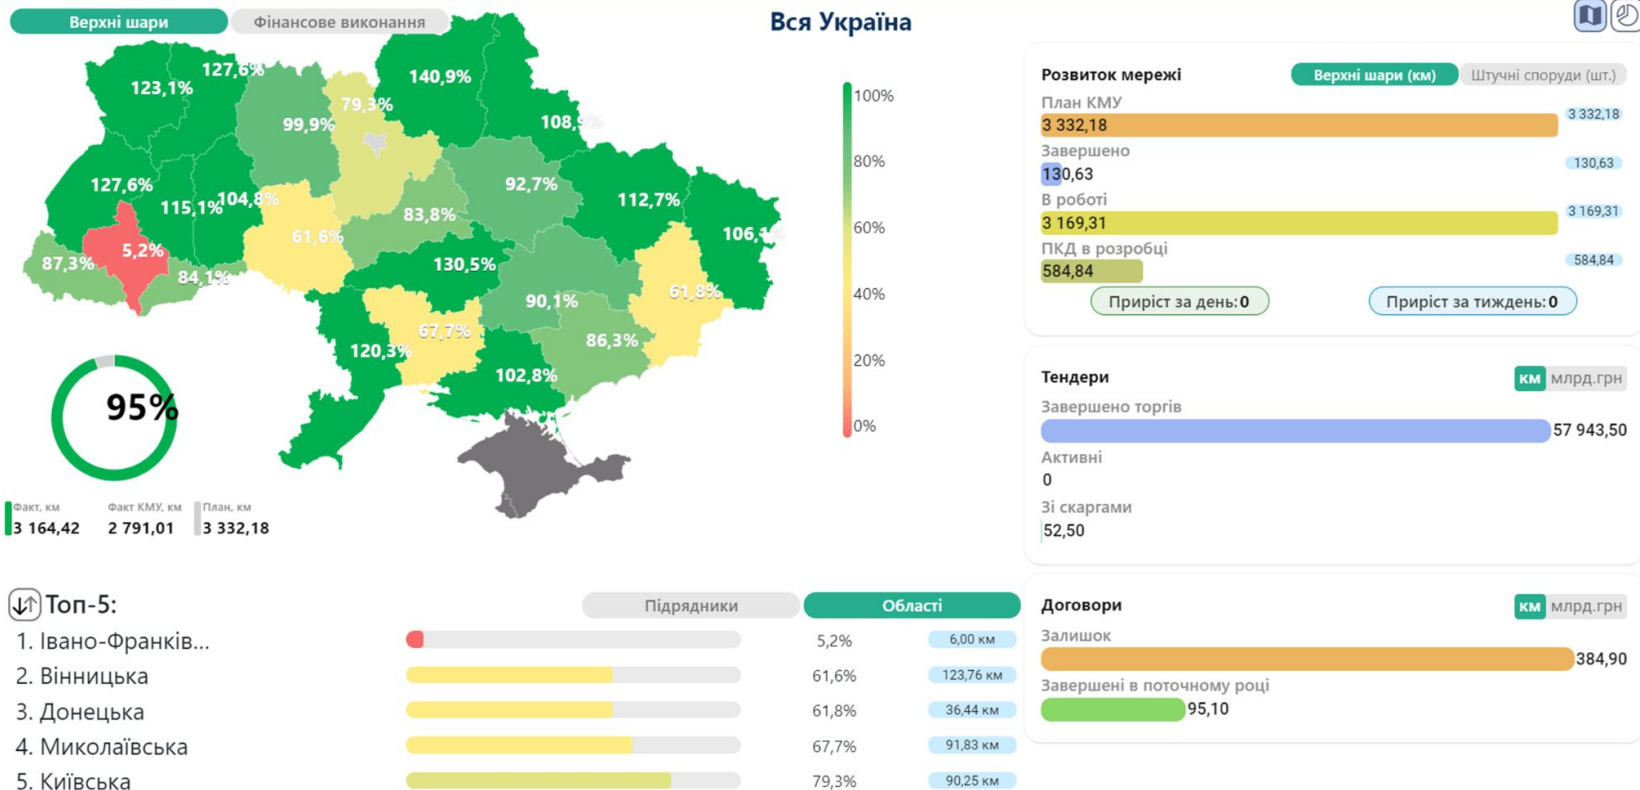 Верхні шари
Фінансове виконання
Вся Україна
123,1%
127,6%
99,9%
79,3%
140,9%
108,
127,6%
115,1%
104,8%
61,6%
83,8%
92,7%
112,7%
106,
87,3%
5,2%
84,1%
130,5%
90,1%
61,8%
120,3%
67,7%
86,3%
102,8%
100%
80%
60%
40%
20%
0%
95%
Факт, км
3 164,42
Факт КМУ, км
2 791,01
План, км
3 332,18
Топ-5:
Підрядники
Області
1. Івано-Франків... 5,2% 6,00 км
2. Вінницька 61,6% 123,76 км
3. Донецька 61,8% 36,44 км
4. Миколаївська 67,7% 91,83 км
5. Київська 79,3% 90,25 км
Розвиток мережі
Верхні шари (км)
Штучні споруди (шт.)
План КМУ
3 332,18 3 332,18
Завершено
130,63 130,63
В роботі
3 169,31 3 169,31
ПКД в розробці
584,84 584,84
Приріст за день: 0
Приріст за тиждень: 0
Тендери
км млрд.грн
Завершено торгів
57 943,50
Активні
0
Зі скаргами
52,50
Договори
км млрд.грн
Залишок
384,90
Завершені в поточному році
95,10